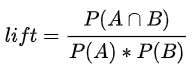 lift = P(A ∩ B) / P(A) * P(B)